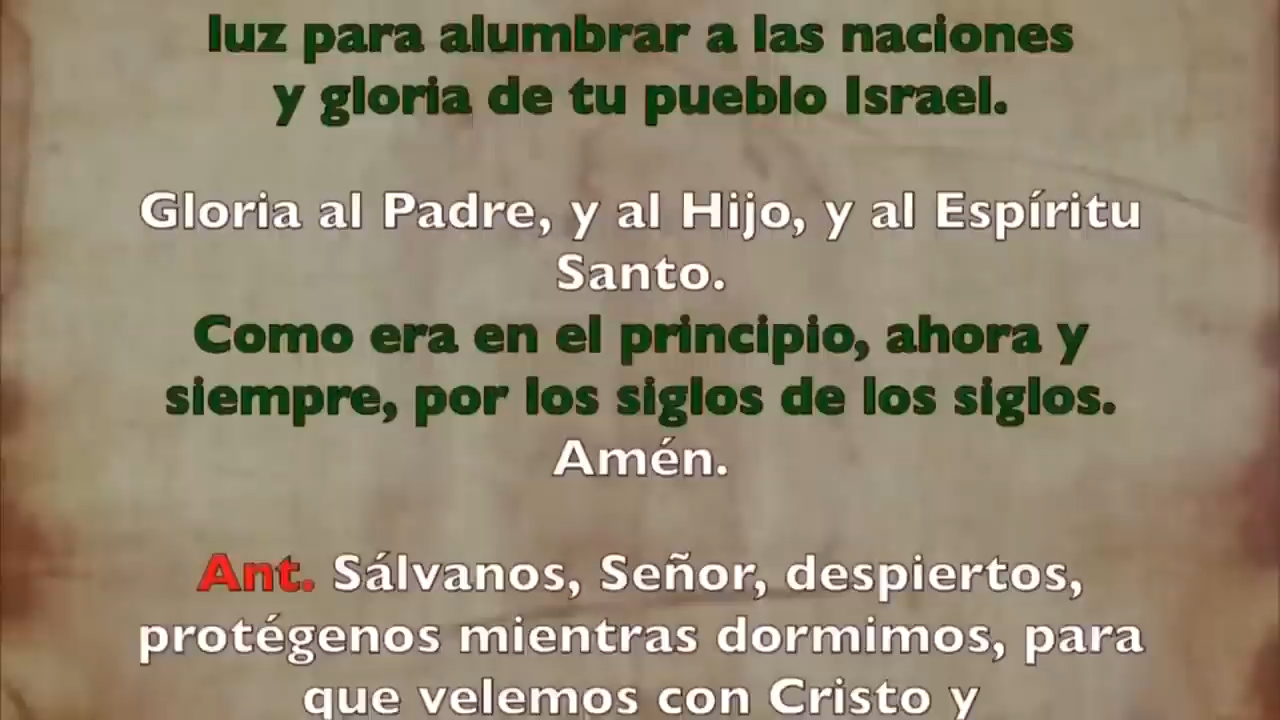 luz para alumbrar a las naciones
y gloria de tu pueblo Israel.
Gloria al Padre, y al Hijo, y al Espíritu
Santo.
Como era en el principio, ahora y
siempre, por los siglos de los siglos.
Amén.
Ant. Sálvanos, Señor, despiertos,
protégenos mientras dormimos, para
que velemos con Cristo y